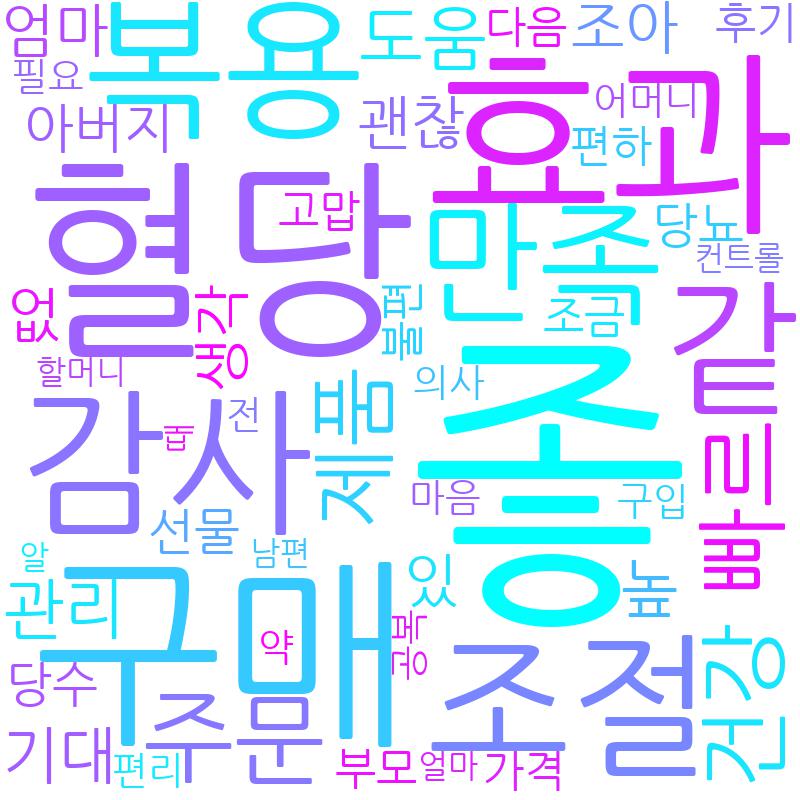 엄마
복용
도움
다음
조아
후기
필요
효과
어머니
아버지
괜찮
편하
혈당
고맙
만족
당뇨
컨트롤
없
생각
불편
조금
같
할머니
제품
의사
좋
감사
때
전
빠르
마음
구입
선물
알
남편
있
높
관리
구매
약
공복
조절
건강
당수
주문
기대
편리
부모
얼마
가격